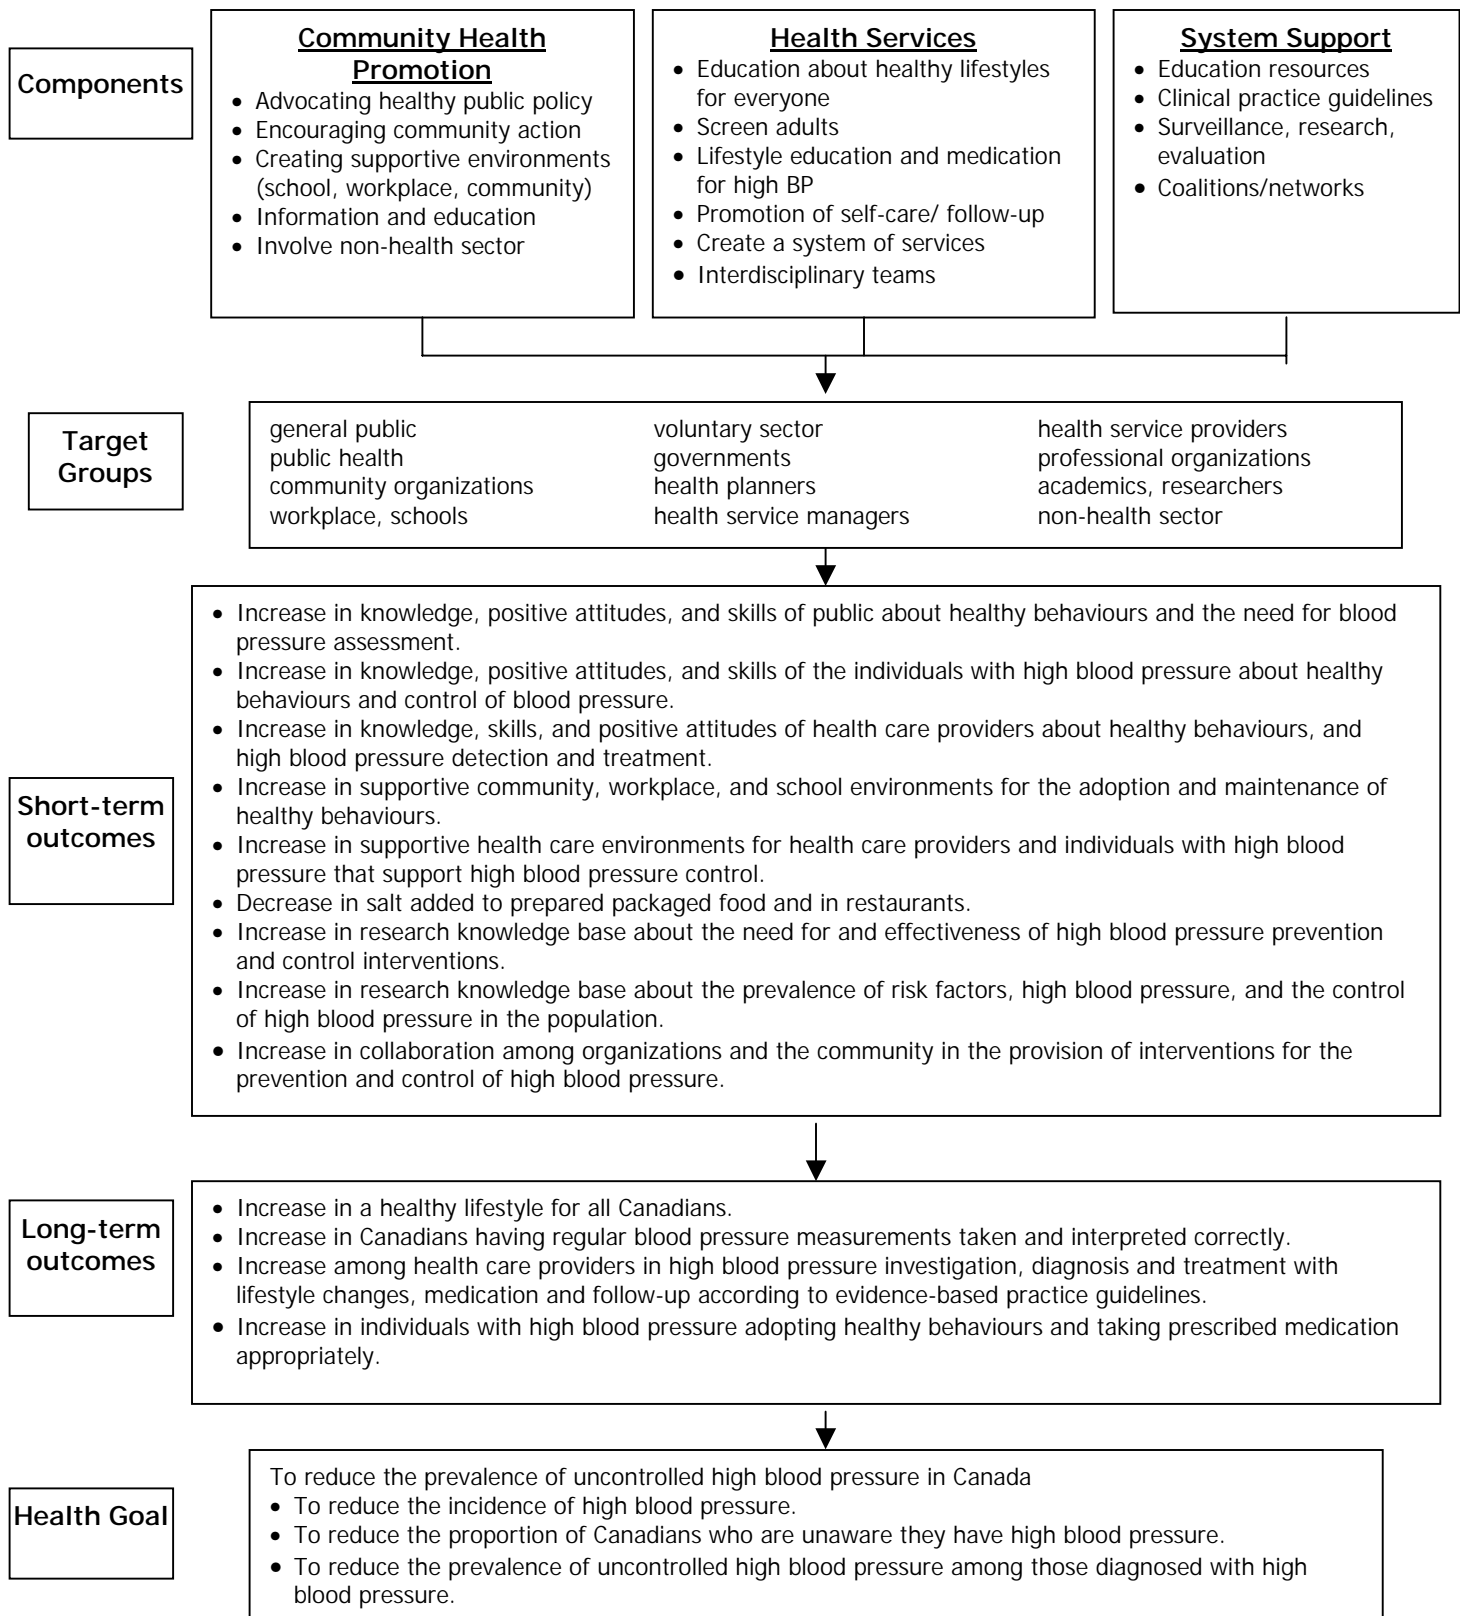 Components
Community Health
Promotion
• Advocating healthy public policy
• Encouraging community action
• Creating supportive environments
(school, workplace, community)
• Information and education
• Involve non-health sector
Health Services
• Education about healthy lifestyles
for everyone
• Screen adults
• Lifestyle education and medication
for high BP
• Promotion of self-care/ follow-up
• Create a system of services
• Interdisciplinary teams
System Support
• Education resources
• Clinical practice guidelines
• Surveillance, research,
evaluation
• Coalitions/networks
Target
Groups
general public
public health
community organizations
workplace, schools
voluntary sector
governments
health planners
health service managers
health service providers
professional organizations
academics, researchers
non-health sector
Short-term
outcomes
• Increase in knowledge, positive attitudes, and skills of public about healthy behaviours and the need for blood
pressure assessment.
• Increase in knowledge, positive attitudes, and skills of the individuals with high blood pressure about healthy
behaviours and control of blood pressure.
• Increase in knowledge, skills, and positive attitudes of health care providers about healthy behaviours, and
high blood pressure detection and treatment.
• Increase in supportive community, workplace, and school environments for the adoption and maintenance of
healthy behaviours.
• Increase in supportive health care environments for health care providers and individuals with high blood
pressure that support high blood pressure control.
• Decrease in salt added to prepared packaged food and in restaurants.
• Increase in research knowledge base about the need for and effectiveness of high blood pressure prevention
and control interventions.
• Increase in research knowledge base about the prevalence of risk factors, high blood pressure, and the control
of high blood pressure in the population.
• Increase in collaboration among organizations and the community in the provision of interventions for the
prevention and control of high blood pressure.
Long-term
outcomes
• Increase in a healthy lifestyle for all Canadians.
• Increase in Canadians having regular blood pressure measurements taken and interpreted correctly.
• Increase among health care providers in high blood pressure investigation, diagnosis and treatment with
lifestyle changes, medication and follow-up according to evidence-based practice guidelines.
• Increase in individuals with high blood pressure adopting healthy behaviours and taking prescribed medication
appropriately.
Health Goal
To reduce the prevalence of uncontrolled high blood pressure in Canada
• To reduce the incidence of high blood pressure.
• To reduce the proportion of Canadians who are unaware they have high blood pressure.
• To reduce the prevalence of uncontrolled high blood pressure among those diagnosed with high
blood pressure.